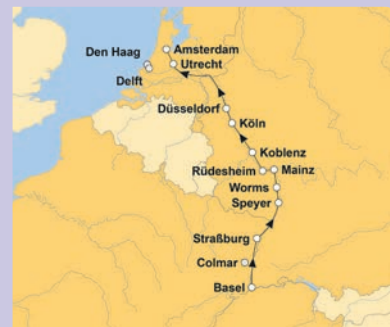 Amsterdam
Den Haag
Utrecht
Delft
Düsseldorf
Köln
Koblenz
Rüdesheim
Mainz
Worms
Speyer
Straßburg
Colmar
Basel